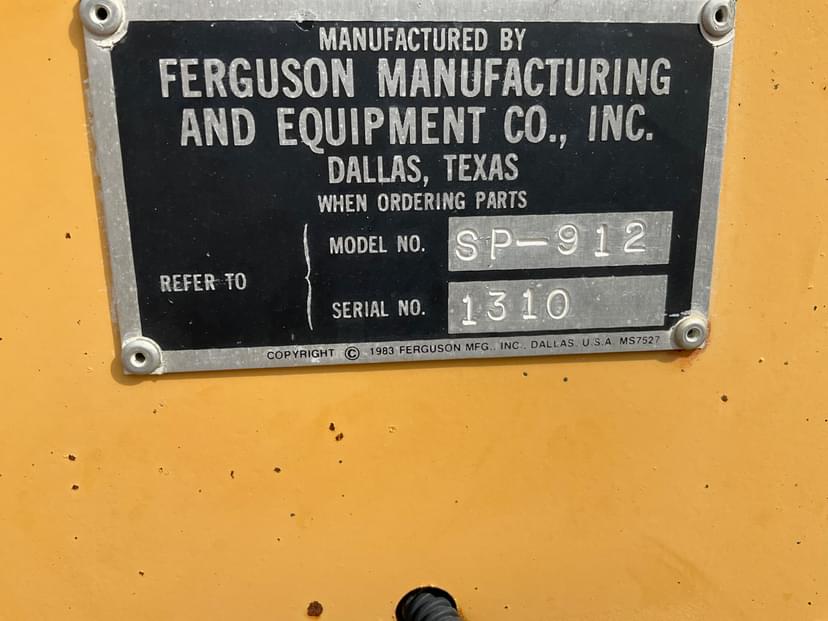 MANUFACTURED BY
FERGUSON MANUFACTURING
AND EQUIPMENT CO., INC.
DALLAS, TEXAS
WHEN ORDERING PARTS
REFER TO
MODEL NO. SP-912
SERIAL NO. 1310
COPYRIGHT © 1983 FERGUSON MFG., INC., DALLAS, U.S.A. MS7527